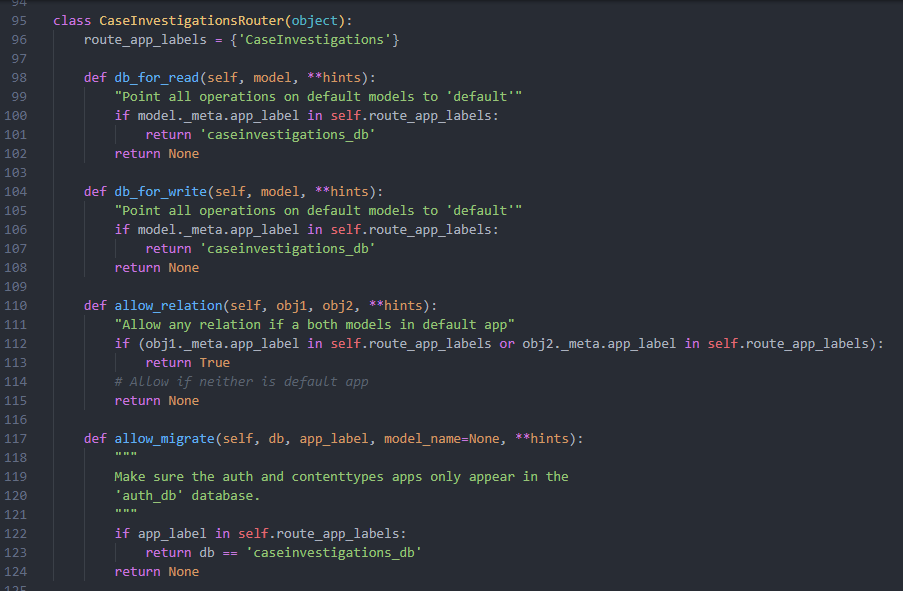 94
95 class CaseInvestigationsRouter(object):
96     route_app_labels = {'CaseInvestigations'}
97
98     def db_for_read(self, model, **hints):
99         "Point all operations on default models to 'default'"
100         if model._meta.app_label in self.route_app_labels:
101             return 'caseinvestigations_db'
102         return None
103
104     def db_for_write(self, model, **hints):
105         "Point all operations on default models to 'default'"
106         if model._meta.app_label in self.route_app_labels:
107             return 'caseinvestigations_db'
108         return None
109
110     def allow_relation(self, obj1, obj2, **hints):
111         "Allow any relation if a both models in default app"
112         if (obj1._meta.app_label in self.route_app_labels or obj2._meta.app_label in self.route_app_labels):
113             return True
114         # Allow if neither is default app
115         return None
116
117     def allow_migrate(self, db, app_label, model_name=None, **hints):
118         """
119         Make sure the auth and contenttypes apps only appear in the
120         'auth_db' database.
121         """
122         if app_label in self.route_app_labels:
123             return db == 'caseinvestigations_db'
124         return None
125